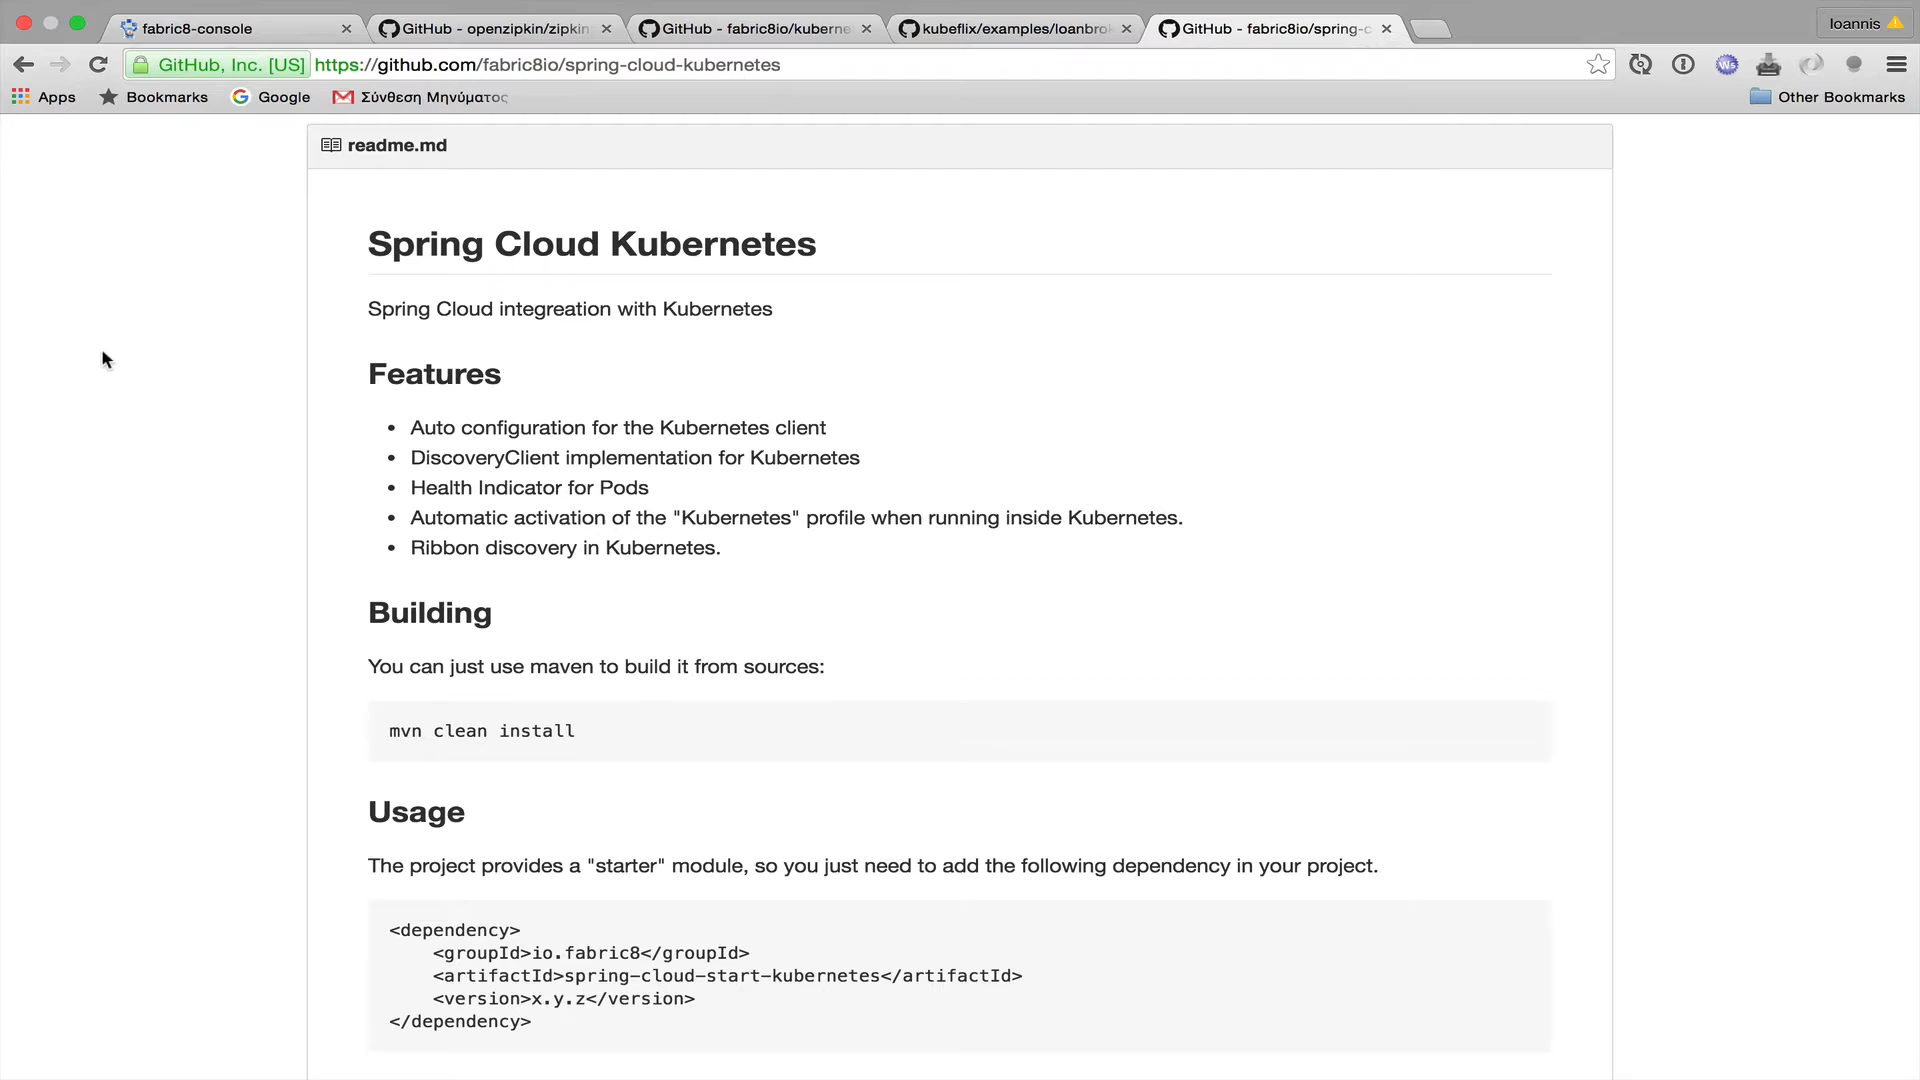 fabric8-console
GitHub - openzipkin/zipkin
GitHub - fabric8io/kuberne
kubeflix/examples/loanbrok
GitHub - fabric8io/spring-c
Ioannis
GitHub, Inc. [US] https://github.com/fabric8io/spring-cloud-kubernetes
Apps
Bookmarks
Google
Σύνθεση Μηνύματος
Other Bookmarks
readme.md
Spring Cloud Kubernetes
Spring Cloud integreation with Kubernetes
Features
• Auto configuration for the Kubernetes client
• DiscoveryClient implementation for Kubernetes
• Health Indicator for Pods
• Automatic activation of the "Kubernetes" profile when running inside Kubernetes.
• Ribbon discovery in Kubernetes.
Building
You can just use maven to build it from sources:
mvn clean install
Usage
The project provides a "starter" module, so you just need to add the following dependency in your project.
<dependency>
    <groupId>io.fabric8</groupId>
    <artifactId>spring-cloud-start-kubernetes</artifactId>
    <version>x.y.z</version>
</dependency>